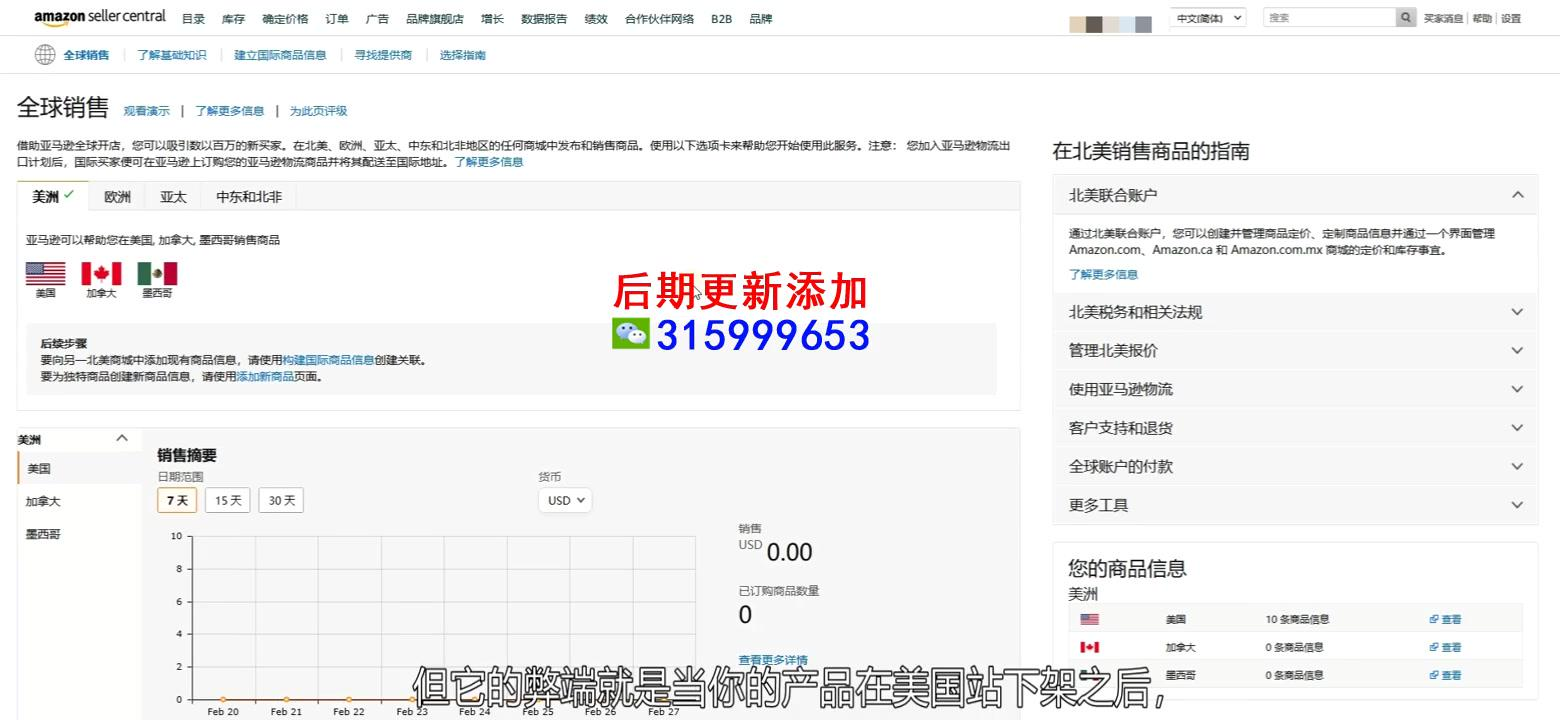 amazon seller central 目录 库存 确定价格 订单 广告 品牌旗舰店 增长 数据报告 绩效 合作伙伴网络 B2B 品牌 中文(简体) 搜索 买家消息 | 帮助 | 设置
全球销售 了解基础知识 建立国际商品信息 寻找提供商 选择指南
全球销售 观看演示 | 了解更多信息 | 为此页评级
借助亚马逊全球开店，您可以吸引数以百万的新买家。在北美、欧洲、亚太、中东和北非地区的任何商城中发布和销售商品。使用以下选项卡来帮助您开始使用此服务。注意： 您加入亚马逊物流出
口计划后，国际买家便可在亚马逊上订购您的亚马逊物流商品并将其配送至国际地址。了解更多信息
美洲 欧洲 亚太 中东和北非
亚马逊可以帮助您在美国, 加拿大, 墨西哥销售商品
美国 加拿大 墨西哥
后期更新添加
315999653
后续步骤
要向另一北美商城中添加现有商品信息，请使用构建国际商品信息创建关联。
要为独特商品创建新商品信息，请使用添加新商品页面。
美洲
美国
加拿大
墨西哥
销售摘要
日期范围 货币
7 天 15 天 30 天 USD
10
8
6
4
2
0
Feb 20 Feb 21 Feb 22 Feb 23 Feb 24 Feb 25 Feb 26 Feb 27
销售
USD 0.00
已订购商品数量
0
查看更多详情
在北美销售商品的指南
北美联合账户
通过北美联合账户，您可以创建并管理商品定价、定制商品信息并通过一个界面管理
Amazon.com、Amazon.ca 和 Amazon.com.mx 商城的定价和库存事宜。
了解更多信息
北美税务和相关法规
管理北美报价
使用亚马逊物流
客户支持和退货
全球账户的付款
更多工具
您的商品信息
美洲
美国 10 条商品信息 查看
加拿大 0 条商品信息 查看
墨西哥 0 条商品信息 查看
但它的弊端就是当你的产品在美国站下架之后，